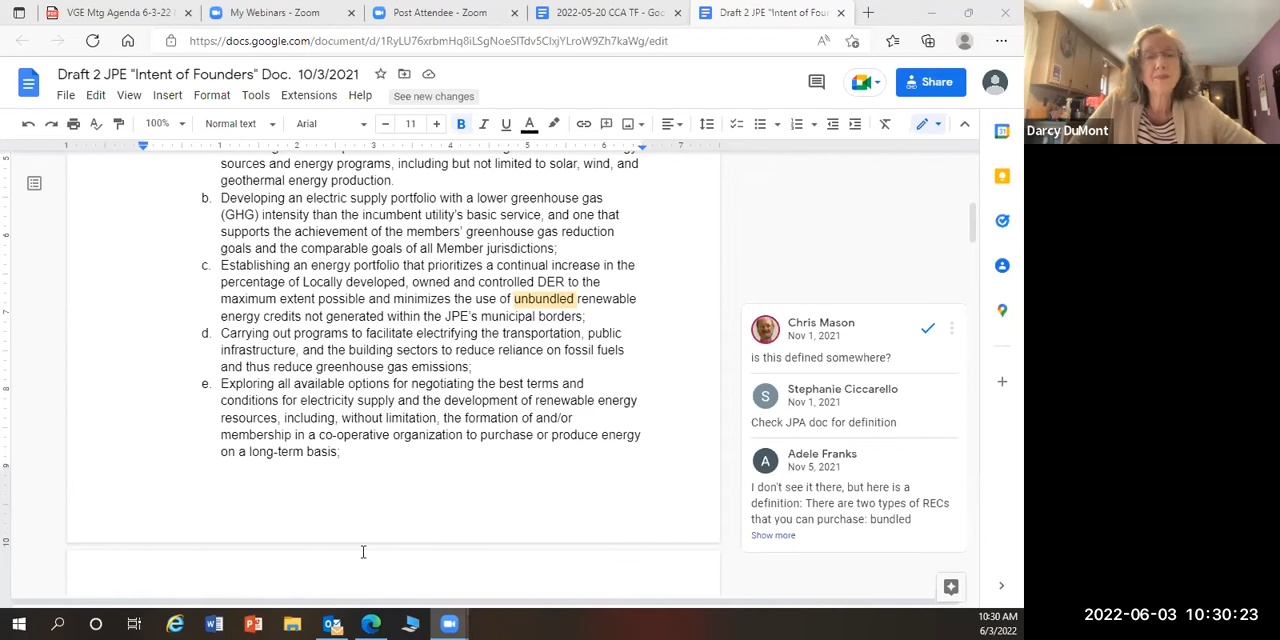 VGE Mtg Agenda 6-3-22
My Webinars - Zoom
Post Attendee - Zoom
2022-05-20 CCA TF - Goo
Draft 2 JPE "Intent of Foun
https://docs.google.com/document/d/1RyLU76xrbmHq8iLSgNoeSlTdv5ClxjYLroW9Zh7kaWg/edit
Draft 2 JPE "Intent of Founders" Doc. 10/3/2021
Share
File Edit View Insert Format Tools Extensions Help See new changes
100% Normal text Arial 11
sources and energy programs, including but not limited to solar, wind, and
geothermal energy production.
b. Developing an electric supply portfolio with a lower greenhouse gas
(GHG) intensity than the incumbent utility's basic service, and one that
supports the achievement of the members' greenhouse gas reduction
goals and the comparable goals of all Member jurisdictions;
c. Establishing an energy portfolio that prioritizes a continual increase in the
percentage of Locally developed, owned and controlled DER to the
maximum extent possible and minimizes the use of unbundled renewable
energy credits not generated within the JPE's municipal borders;
d. Carrying out programs to facilitate electrifying the transportation, public
infrastructure, and the building sectors to reduce reliance on fossil fuels
and thus reduce greenhouse gas emissions;
e. Exploring all available options for negotiating the best terms and
conditions for electricity supply and the development of renewable energy
resources, including, without limitation, the formation of and/or
membership in a co-operative organization to purchase or produce energy
on a long-term basis;
Chris Mason
Nov 1, 2021
is this defined somewhere?
Stephanie Ciccarello
Nov 1, 2021
Check JPA doc for definition
Adele Franks
Nov 5, 2021
I don't see it there, but here is a
definition: There are two types of RECs
that you can purchase: bundled
Show more
Darcy DuMont
10:30 AM
6/3/2022
2022-06-03 10:30:23